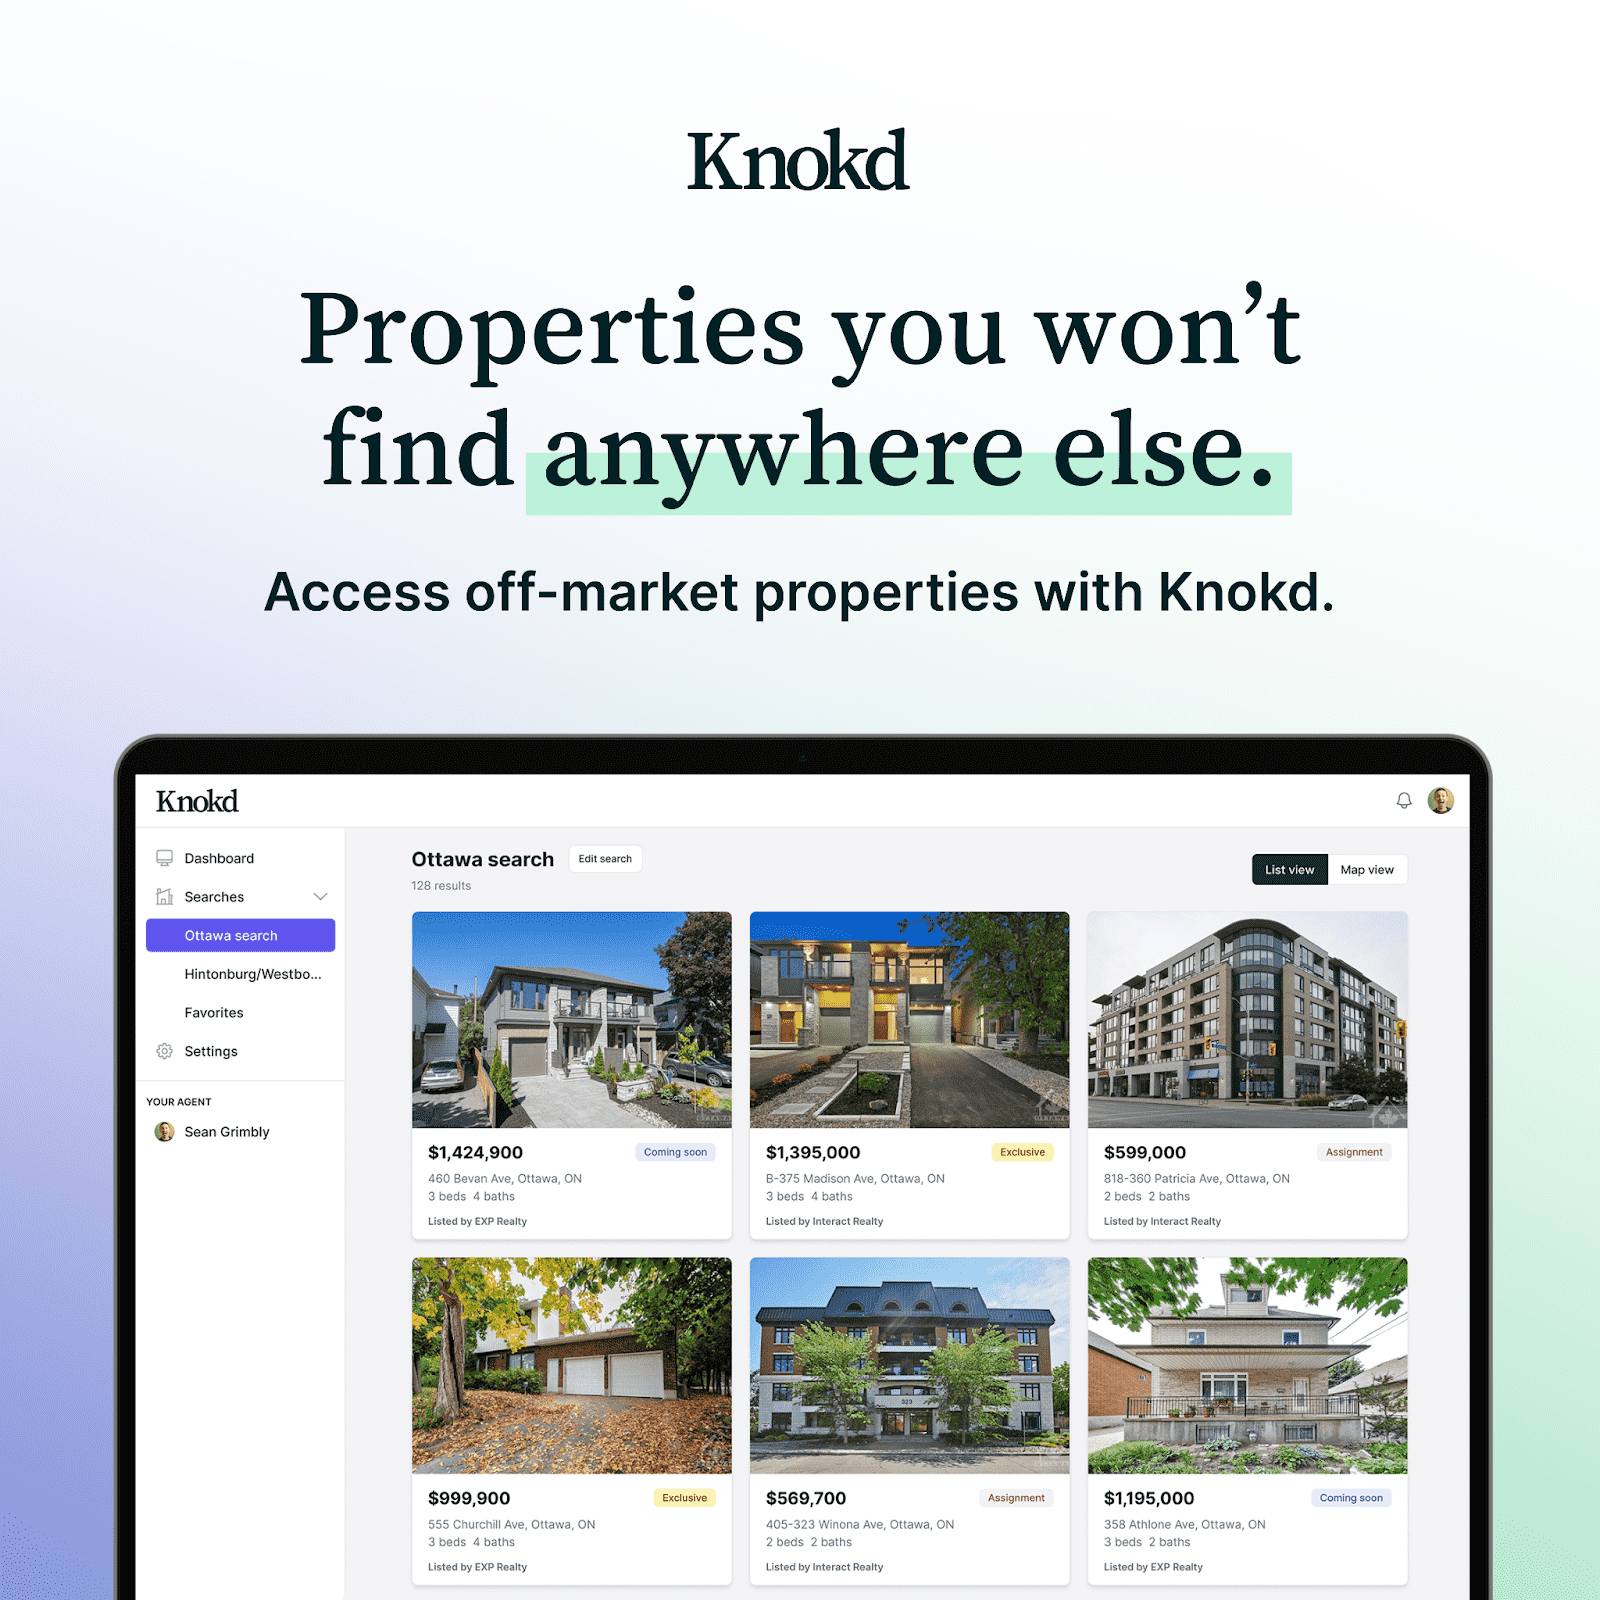 Knokd
Properties you won’t
find anywhere else.
Access off-market properties with Knokd.
Knokd
Dashboard
Searches
Ottawa search
Hintonburg/Westbo...
Favorites
Settings
YOUR AGENT
Sean Grimbly
Ottawa search
Edit search
128 results
List view
Map view
$1,424,900
Coming soon
460 Bevan Ave, Ottawa, ON
3 beds 4 baths
Listed by EXP Realty
$1,395,000
Exclusive
B-375 Madison Ave, Ottawa, ON
3 beds 4 baths
Listed by Interact Realty
$599,000
Assignment
818-360 Patricia Ave, Ottawa, ON
2 beds 2 baths
Listed by Interact Realty
323
$999,900
Exclusive
555 Churchill Ave, Ottawa, ON
3 beds 4 baths
Listed by EXP Realty
$569,700
Assignment
405-323 Winona Ave, Ottawa, ON
2 beds 2 baths
Listed by Interact Realty
$1,195,000
Coming soon
358 Athlone Ave, Ottawa, ON
3 beds 2 baths
Listed by EXP Realty